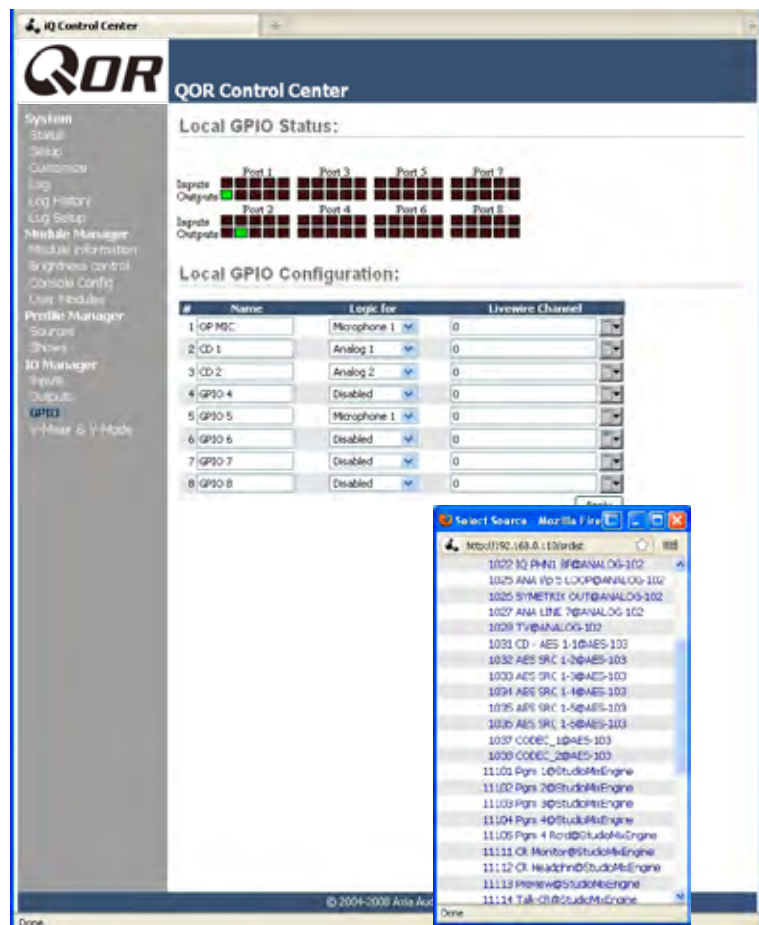 iQ Control Center
QOR
QOR Control Center
System
Status
Setup
Customize
Log
Log History
Log Setup
Module Manager
Module Information
Brightness control
Console Config
User Modules
Profile Manager
Sources
Shows
IO Manager
Inputs
Outputs
GPIO
V-Mixer & V-Mode
Local GPIO Status:
Port 1 Port 3 Port 5 Port 7
Inputs
Outputs
Port 2 Port 4 Port 6 Port 8
Inputs
Outputs
Local GPIO Configuration:
# Name Logic for Livewire Channel
1 OP MIC Microphone 1 0
2 CD 1 Analog 1 0
3 CD 2 Analog 2 0
4 GPIO 4 Disabled 0
5 GPIO 5 Microphone 1 0
6 GPIO 6 Disabled 0
7 GPIO 7 Disabled 0
8 GPIO 8 Disabled 0
Apply
Select Source - Mozilla Fire
1022 IQ PHN1 BF@ANALOG-102
1025 ANA I/P 5 LOOP@ANALOG-102
1026 SYMETRIX OUT@ANALOG-102
1027 ANA LINE 7@ANALOG-102
1028 TV@ANALOG-102
1031 CD - AES 1-1@AES-103
1032 AES SRC 1-2@AES-103
1033 AES SRC 1-3@AES-103
1034 AES SRC 1-4@AES-103
1035 AES SRC 1-5@AES-103
1036 AES SRC 1-6@AES-103
1037 CODEC_1@AES-103
1038 CODEC_2@AES-103
11101 Pgm 1@StudioMixEngine
11102 Pgm 2@StudioMixEngine
11103 Pgm 3@StudioMixEngine
11104 Pgm 4@StudioMixEngine
11105 Pgm 4 Rcrd@StudioMixEngine
11111 CR Monitor@StudioMixEngine
11112 CR Headphn@StudioMixEngine
11113 Preview@StudioMixEngine
11114 Talk-CR@StudioMixEngine
Done
© 2004-2008 Axia Aud
Done